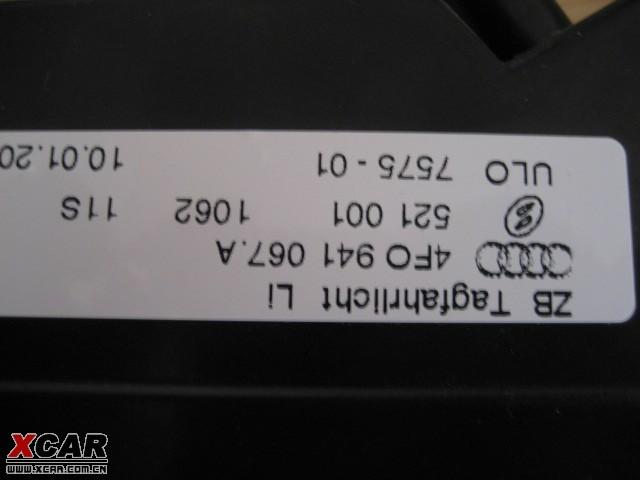 ZB Tagfahrlicht Li
4F0 941 067.A
521 001 1062 11S
ULO 7575-01 10.01.20
XCAR
WWW.XCAR.COM.CN